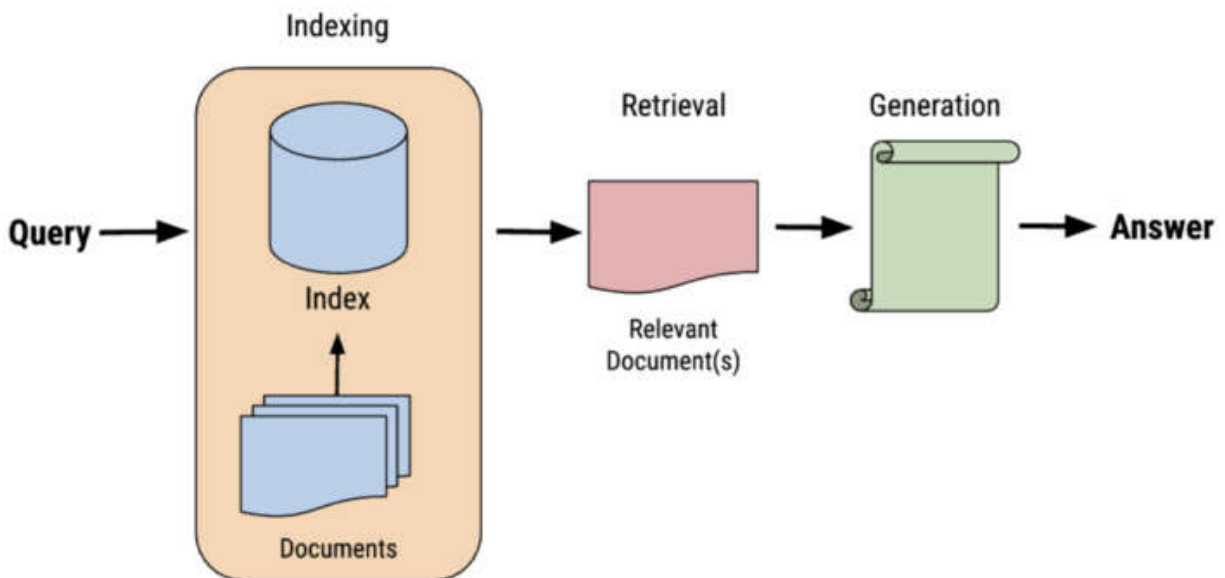 Indexing
Retrieval
Generation
Query
Index
Answer
Relevant
Document(s)
Documents